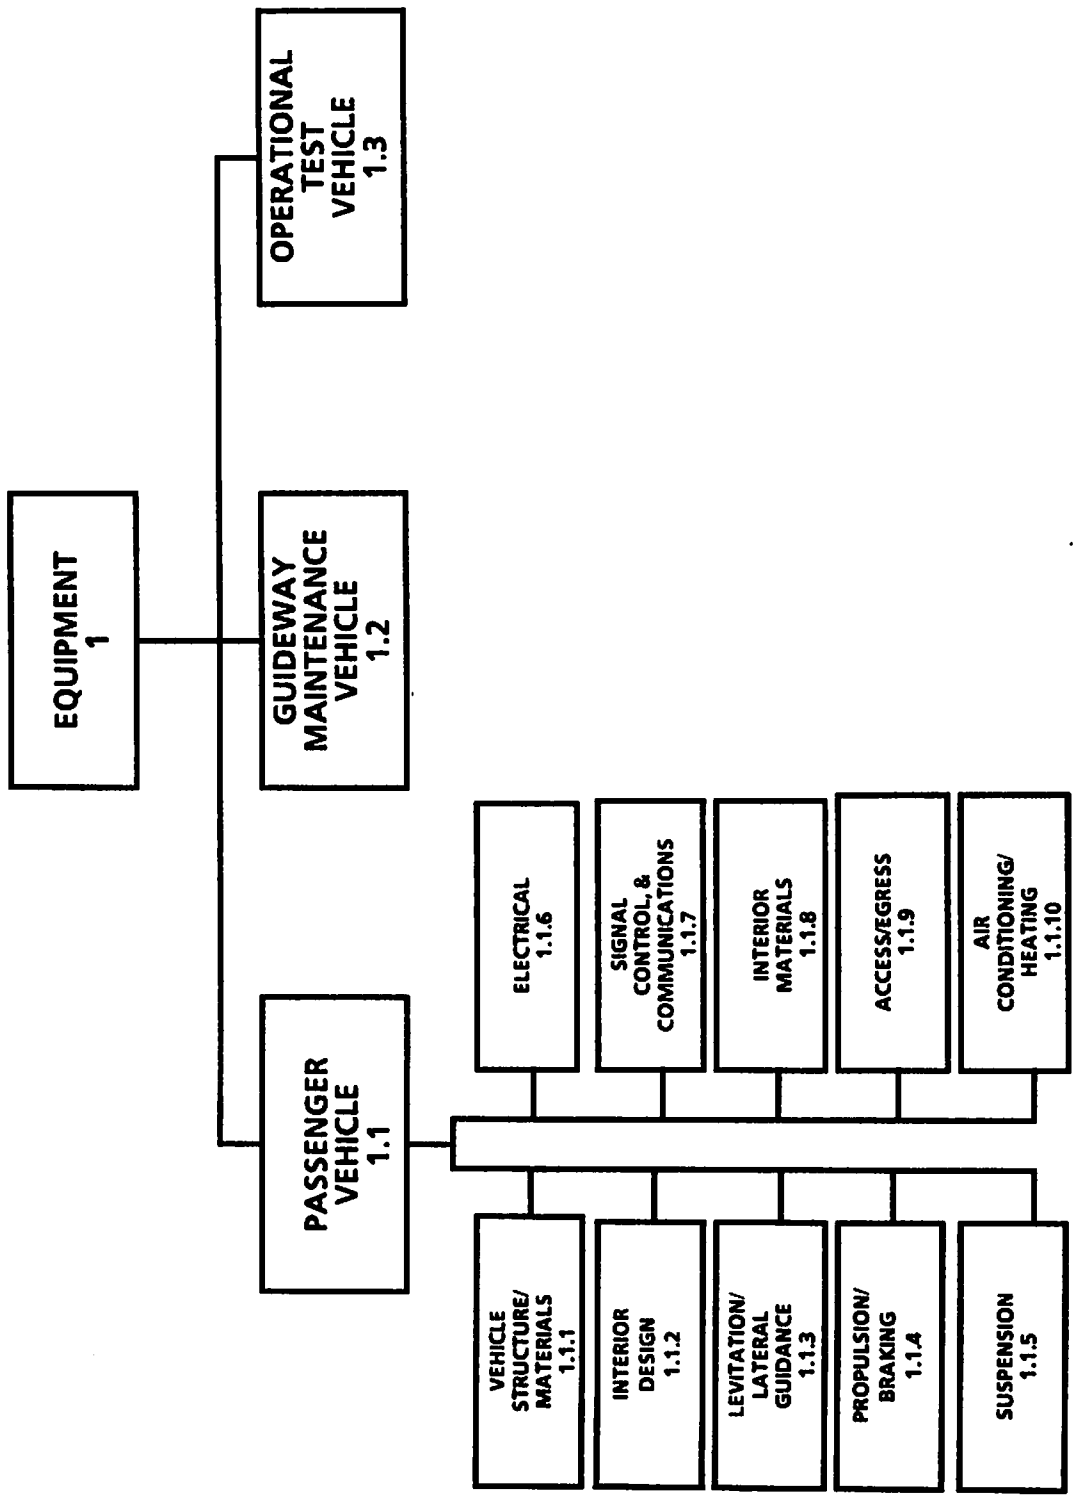 EQUIPMENT
1
PASSENGER
VEHICLE
1.1
GUIDEWAY
MAINTENANCE
VEHICLE
1.2
OPERATIONAL
TEST
VEHICLE
1.3
VEHICLE
STRUCTURE/
MATERIALS
1.1.1
INTERIOR
DESIGN
1.1.2
LEVITATION/
LATERAL
GUIDANCE
1.1.3
PROPULSION/
BRAKING
1.1.4
SUSPENSION
1.1.5
ELECTRICAL
1.1.6
SIGNAL
CONTROL, &
COMMUNICATIONS
1.1.7
INTERIOR
MATERIALS
1.1.8
ACCESS/EGRESS
1.1.9
AIR
CONDITIONING/
HEATING
1.1.10